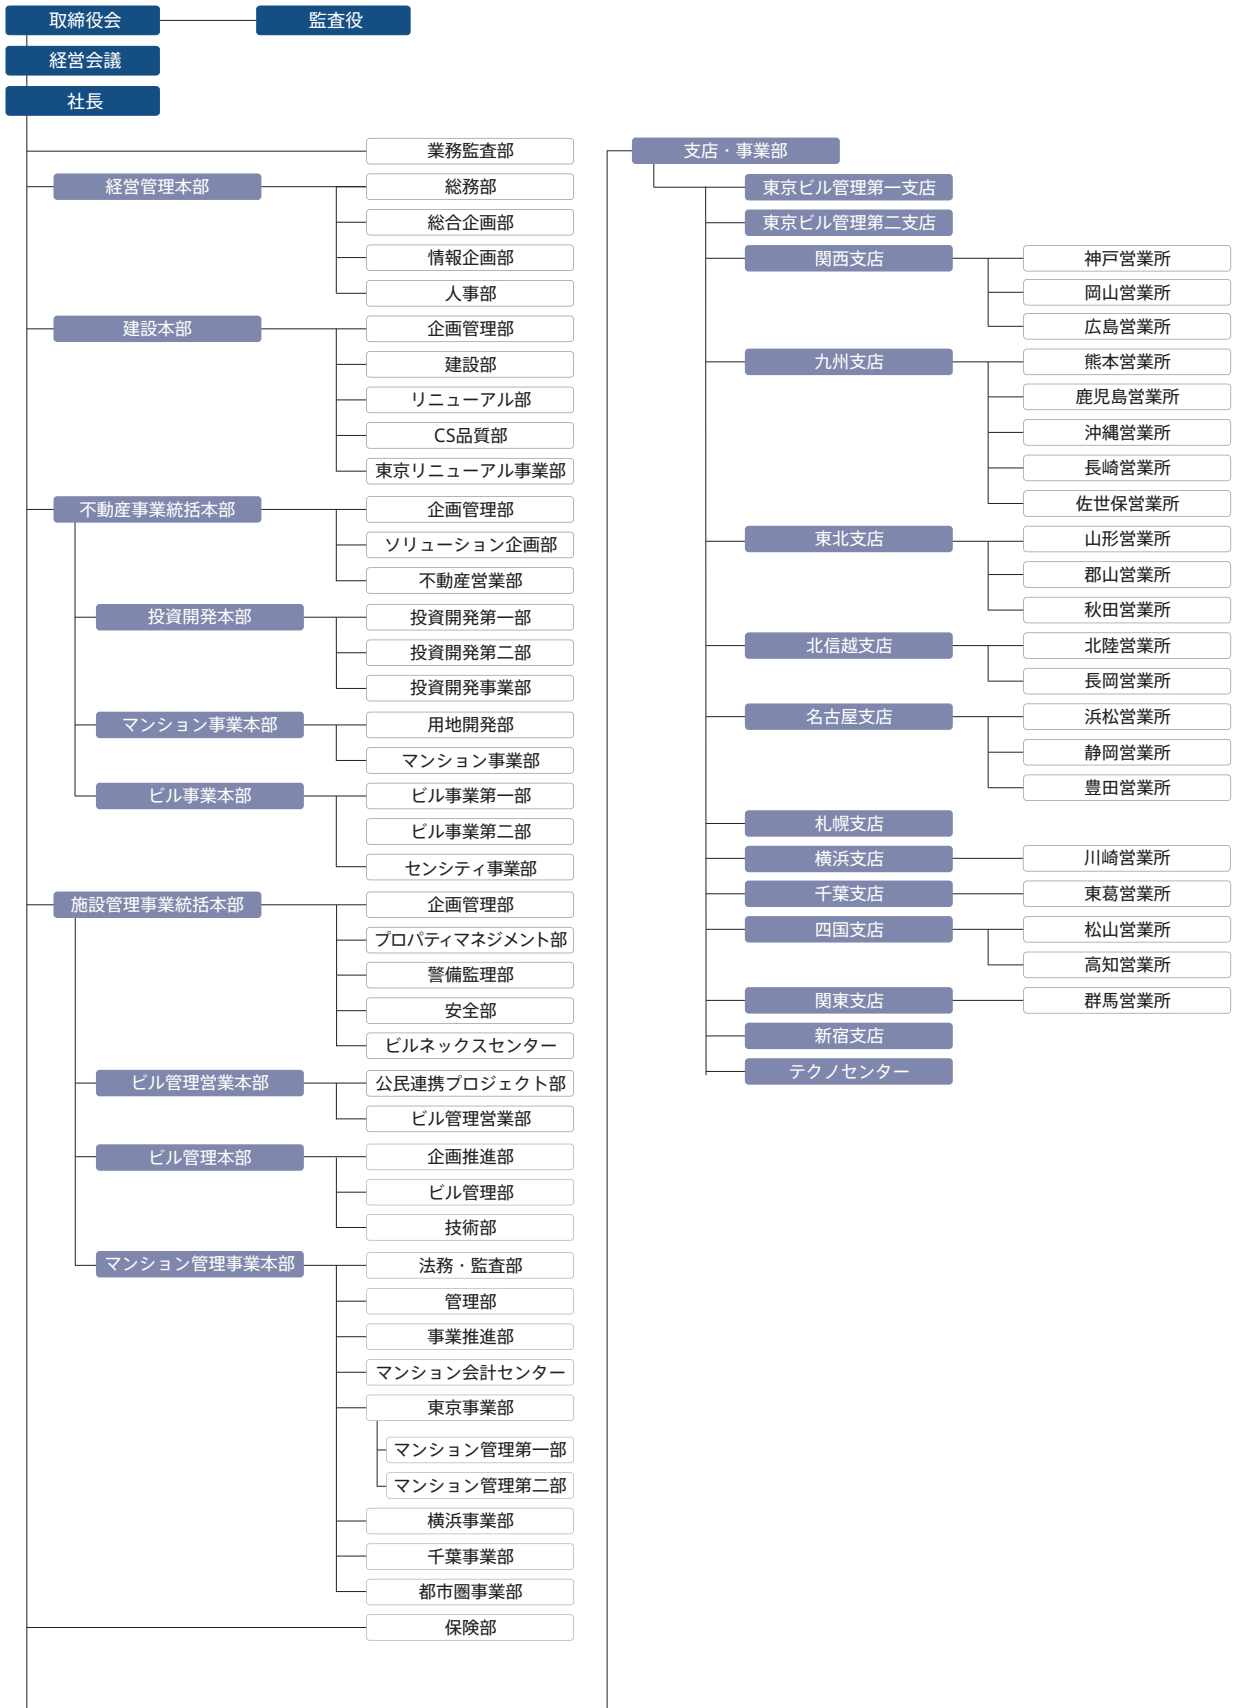 取締役会
監査役
経営会議
社長
業務監査部
経営管理本部
総務部
総合企画部
情報企画部
人事部
建設本部
企画管理部
建設部
リニューアル部
CS品質部
東京リニューアル事業部
不動産事業統括本部
企画管理部
ソリューション企画部
不動産営業部
投資開発本部
投資開発第一部
投資開発第二部
投資開発事業部
マンション事業本部
用地開発部
マンション事業部
ビル事業本部
ビル事業第一部
ビル事業第二部
センシティ事業部
施設管理事業統括本部
企画管理部
プロパティマネジメント部
警備監理部
安全部
ビルネックスセンター
ビル管理営業本部
公民連携プロジェクト部
ビル管理営業部
ビル管理本部
企画推進部
ビル管理部
技術部
マンション管理事業本部
法務・監査部
管理部
事業推進部
マンション会計センター
東京事業部
マンション管理第一部
マンション管理第二部
横浜事業部
千葉事業部
都市圏事業部
保険部
支店・事業部
東京ビル管理第一支店
東京ビル管理第二支店
関西支店
神戸営業所
岡山営業所
広島営業所
九州支店
熊本営業所
鹿児島営業所
沖縄営業所
長崎営業所
佐世保営業所
東北支店
山形営業所
郡山営業所
秋田営業所
北信越支店
北陸営業所
長岡営業所
名古屋支店
浜松営業所
静岡営業所
豊田営業所
札幌支店
横浜支店
川崎営業所
千葉支店
東葛営業所
四国支店
松山営業所
高知営業所
関東支店
群馬営業所
新宿支店
テクノセンター